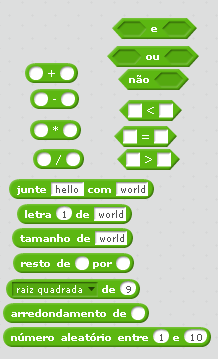 e
ou
+
não
-
<
*
=
/
>
junte hello com world
letra 1 de world
tamanho de world
resto de por
raiz quadrada de 9
arredondamento de
número aleatório entre 1 e 10